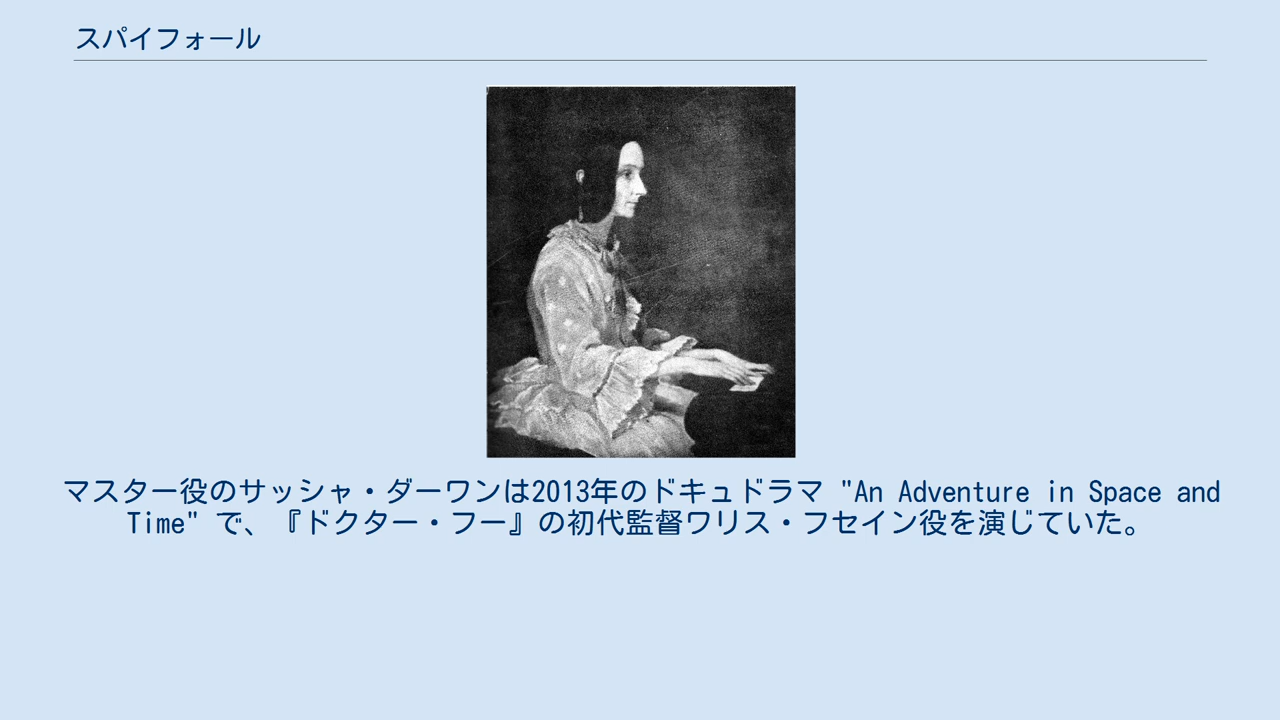 スパイフォール
マスター役のサッシャ・ダーワンは2013年のドキュドラマ "An Adventure in Space and
Time" で、『ドクター・フー』の初代監督ワリス・フセイン役を演じていた。